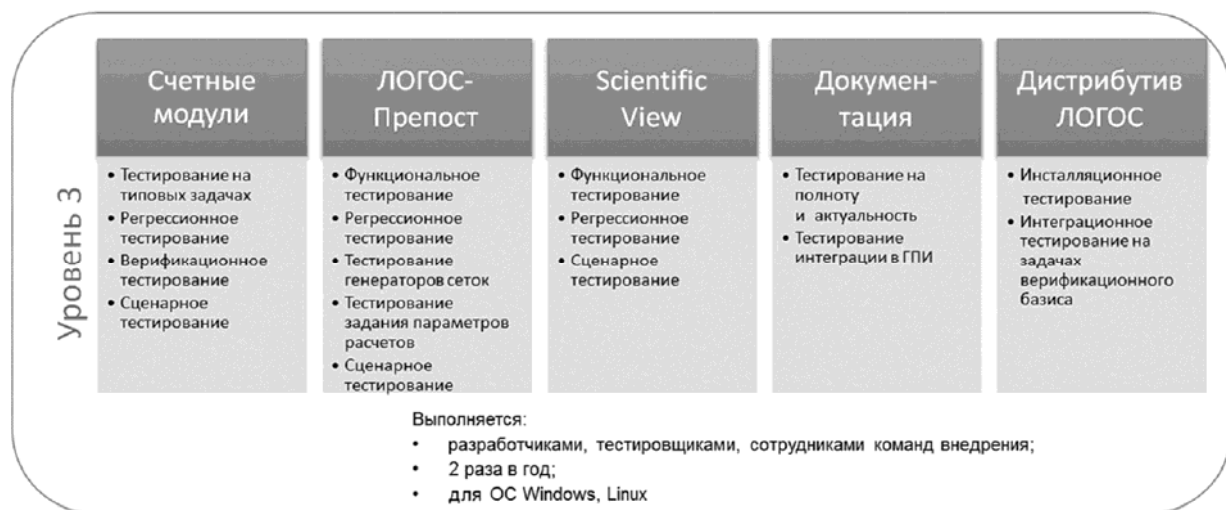 Уровень 3
Счетные
модули
• Тестирование на
типовых задачах
• Регрессионное
тестирование
• Верификационное
тестирование
• Сценарное
тестирование
ЛОГОС-
Препост
• Функциональное
тестирование
• Регрессионное
тестирование
• Тестирование
генераторов сеток
• Тестирование
задания параметров
расчетов
• Сценарное
тестирование
Scientific
View
• Функциональное
тестирование
• Регрессионное
тестирование
• Сценарное
тестирование
Докумен-
тация
• Тестирование на
полноту
и актуальность
• Тестирование
интеграции в ГПИ
Дистрибутив
ЛОГОС
• Инсталляционное
тестирование
• Интеграционное
тестирование на
задачах
верификационного
базиса
Выполняется:
• разработчиками, тестировщиками, сотрудниками команд внедрения;
• 2 раза в год;
• для ОС Windows, Linux